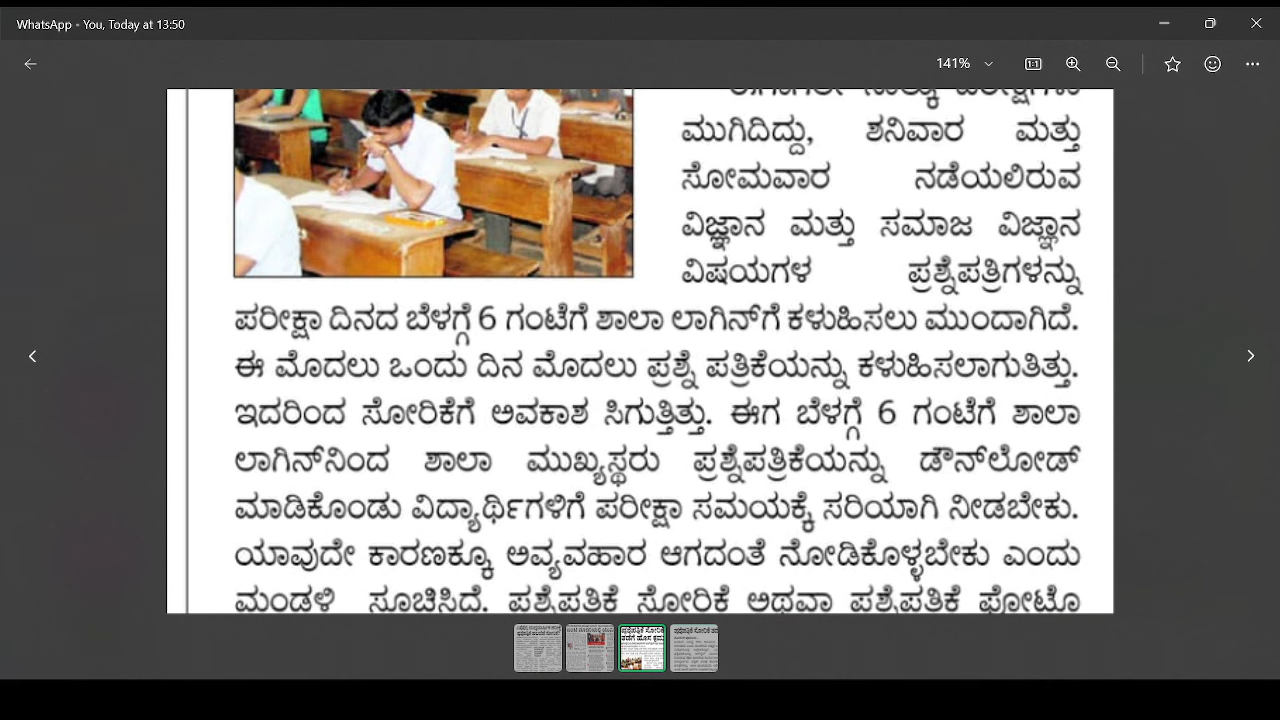 WhatsApp - You, Today at 13:50
141%
ಮುಗಿದಿದ್ದು, ಶನಿವಾರ ಮತ್ತು
ಸೋಮವಾರ ನಡೆಯಲಿರುವ
ವಿಜ್ಞಾನ ಮತ್ತು ಸಮಾಜ ವಿಜ್ಞಾನ
ವಿಷಯಗಳ ಪ್ರಶ್ನೆಪತ್ರಿಗಳನ್ನು
ಪರೀಕ್ಷಾ ದಿನದ ಬೆಳಗ್ಗೆ 6 ಗಂಟೆಗೆ ಶಾಲಾ ಲಾಗಿನ್‌ಗೆ ಕಳುಹಿಸಲು ಮುಂದಾಗಿದೆ.
ಈ ಮೊದಲು ಒಂದು ದಿನ ಮೊದಲು ಪ್ರಶ್ನೆ ಪತ್ರಿಕೆಯನ್ನು ಕಳುಹಿಸಲಾಗುತಿತ್ತು.
ಇದರಿಂದ ಸೋರಿಕೆಗೆ ಅವಕಾಶ ಸಿಗುತ್ತಿತ್ತು. ಈಗ ಬೆಳಗ್ಗೆ 6 ಗಂಟೆಗೆ ಶಾಲಾ
ಲಾಗಿನ್‌ನಿಂದ ಶಾಲಾ ಮುಖ್ಯಸ್ಥರು ಪ್ರಶ್ನೆಪತ್ರಿಕೆಯನ್ನು ಡೌನ್‌ಲೋಡ್
ಮಾಡಿಕೊಂಡು ವಿದ್ಯಾರ್ಥಿಗಳಿಗೆ ಪರೀಕ್ಷಾ ಸಮಯಕ್ಕೆ ಸರಿಯಾಗಿ ನೀಡಬೇಕು.
ಯಾವುದೇ ಕಾರಣಕ್ಕೂ ಅವ್ಯವಹಾರ ಆಗದಂತೆ ನೋಡಿಕೊಳ್ಳಬೇಕು ಎಂದು
ಮಂಡಳಿ ಸೂಚಿಸಿದೆ. ಪ್ರಶ್ನೆಪತ್ರಿಕೆ ಸೋರಿಕೆ ಅಥವಾ ಪ್ರಶ್ನೆಪತ್ರಿಕೆ ಫೋಟೊ